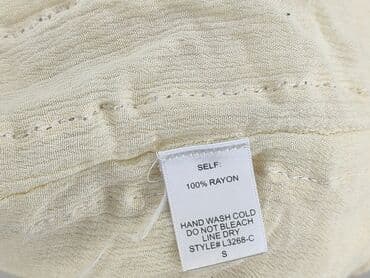 SELF:
100% RAYON
HAND WASH COLD
DO NOT BLEACH
LINE DRY
STYLE# L3268-C
S